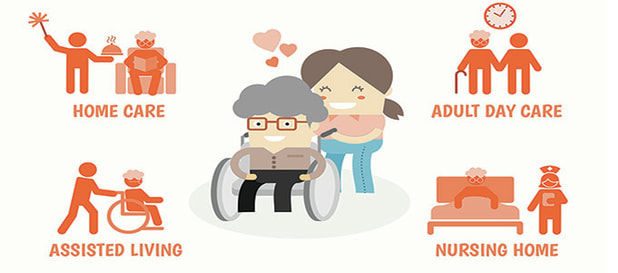 HOME CARE
ADULT DAY CARE
ASSISTED LIVING
NURSING HOME